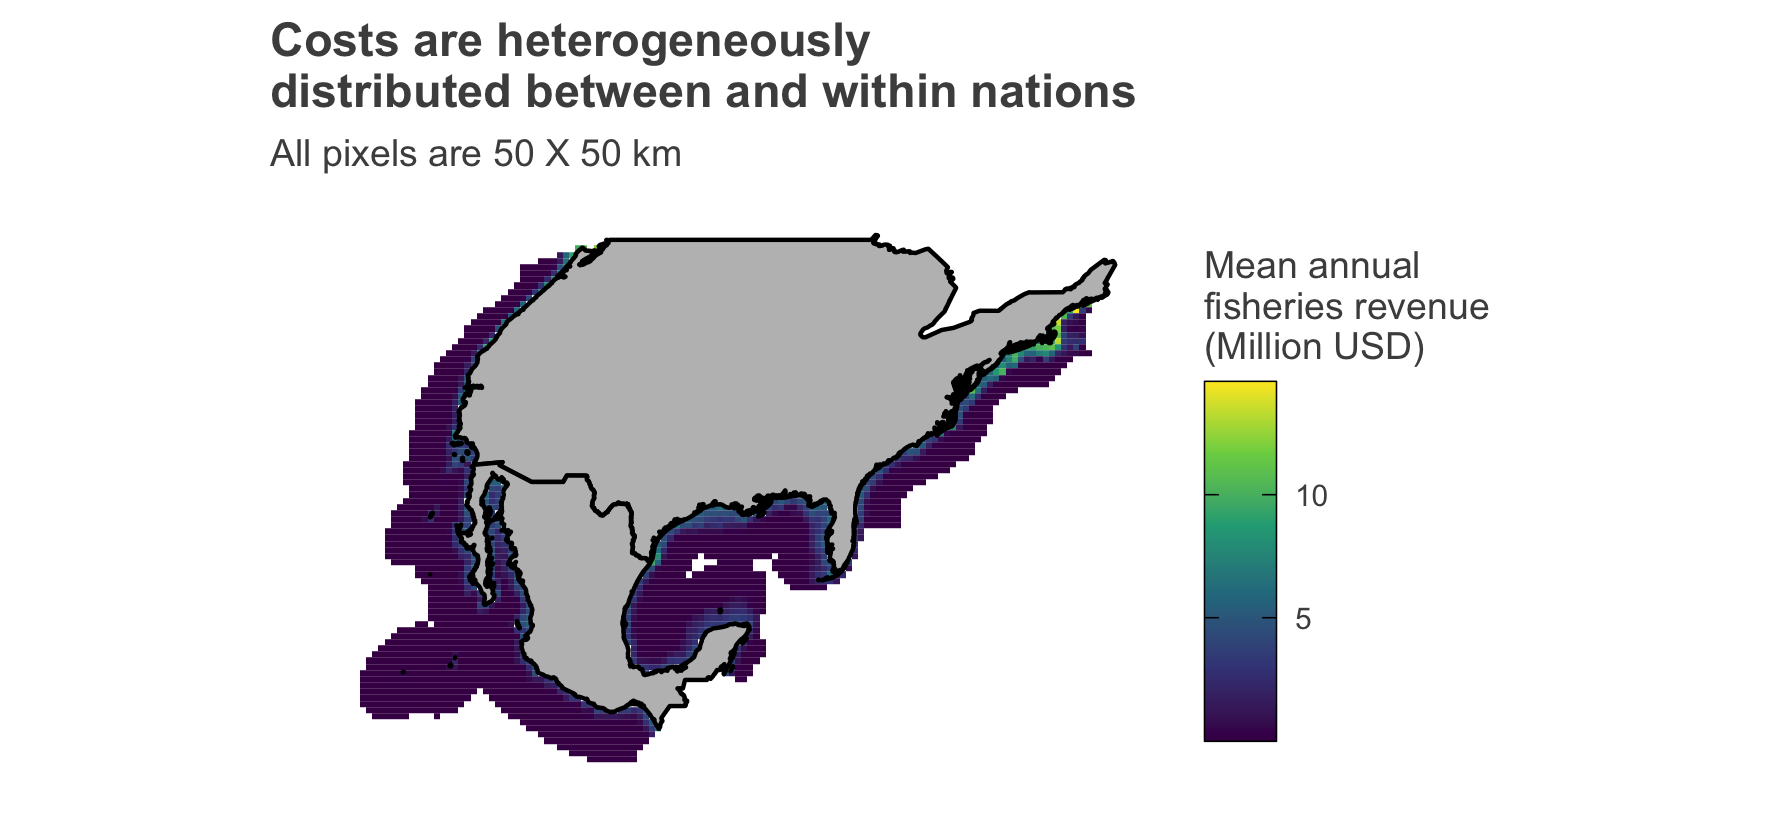 Costs are heterogeneously
distributed between and within nations
All pixels are 50 X 50 km
Mean annual
fisheries revenue
(Million USD)
10
5